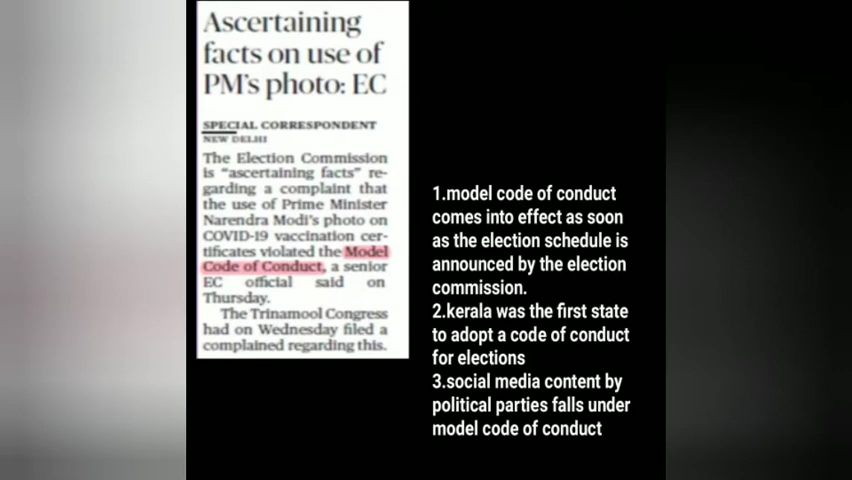 Ascertaining
facts on use of
PM's photo: EC
SPECIAL CORRESPONDENT
NEW DELHI
The Election Commission
is "ascertaining facts" re-
garding a complaint that
the use of Prime Minister
Narendra Modi's photo on
COVID-19 vaccination cer-
tificates violated the Model
Code of Conduct, a senior
EC official said on
Thursday.
The Trinamool Congress
had on Wednesday filed a
complained regarding this.
1.model code of conduct
comes into effect as soon
as the election schedule is
announced by the election
commission.
2.kerala was the first state
to adopt a code of conduct
for elections
3.social media content by
political parties falls under
model code of conduct